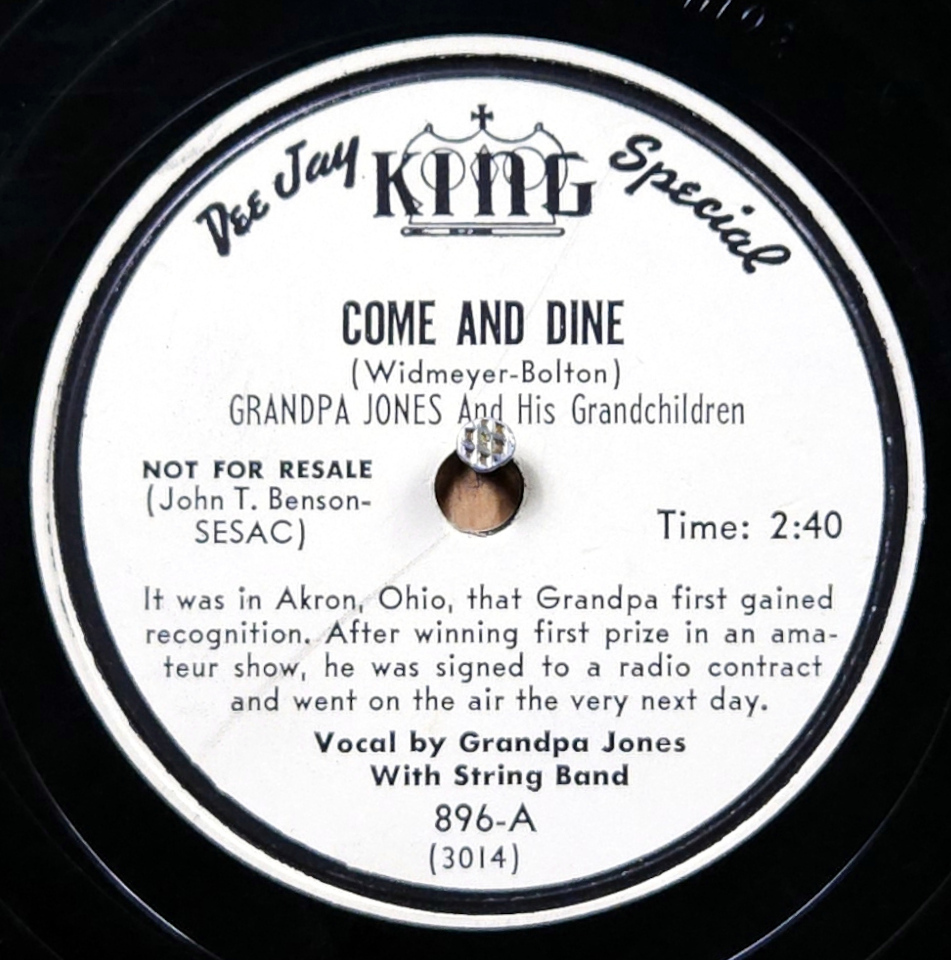 Dee Jay KING Special
COME AND DINE
(Widmeyer-Bolton)
GRANDPA JONES And His Grandchildren
NOT FOR RESALE
(John T. Benson-
SESAC)
Time: 2:40
It was in Akron, Ohio, that Grandpa first gained
recognition. After winning first prize in an ama-
teur show, he was signed to a radio contract
and went on the air the very next day.
Vocal by Grandpa Jones
With String Band
896-A
(3014)